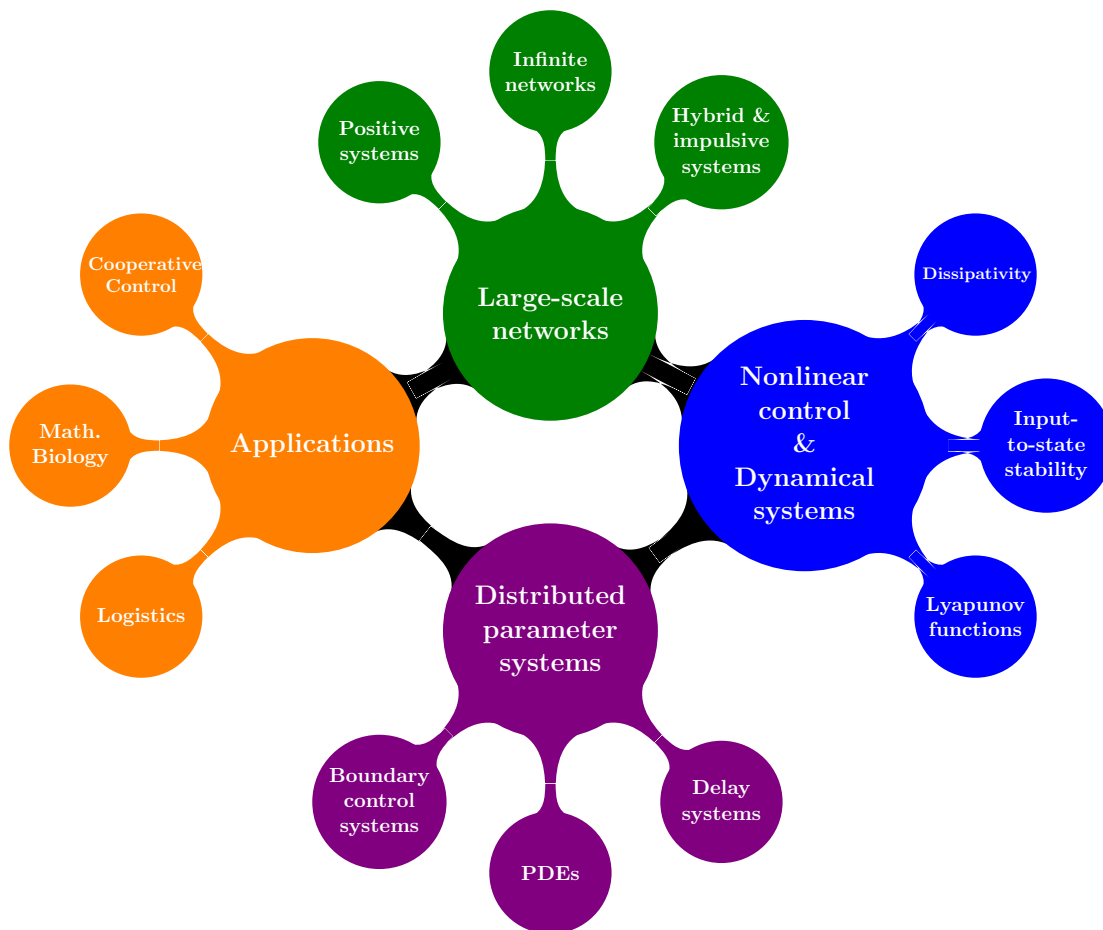 Infinite
networks
Positive
systems
Hybrid &
impulsive
systems
Large-scale
networks
Cooperative
Control
Math.
Biology
Logistics
Applications
Nonlinear
control
&
Dynamical
systems
Dissipativity
Input-
to-state
stability
Lyapunov
functions
Distributed
parameter
systems
Boundary
control
systems
PDEs
Delay
systems